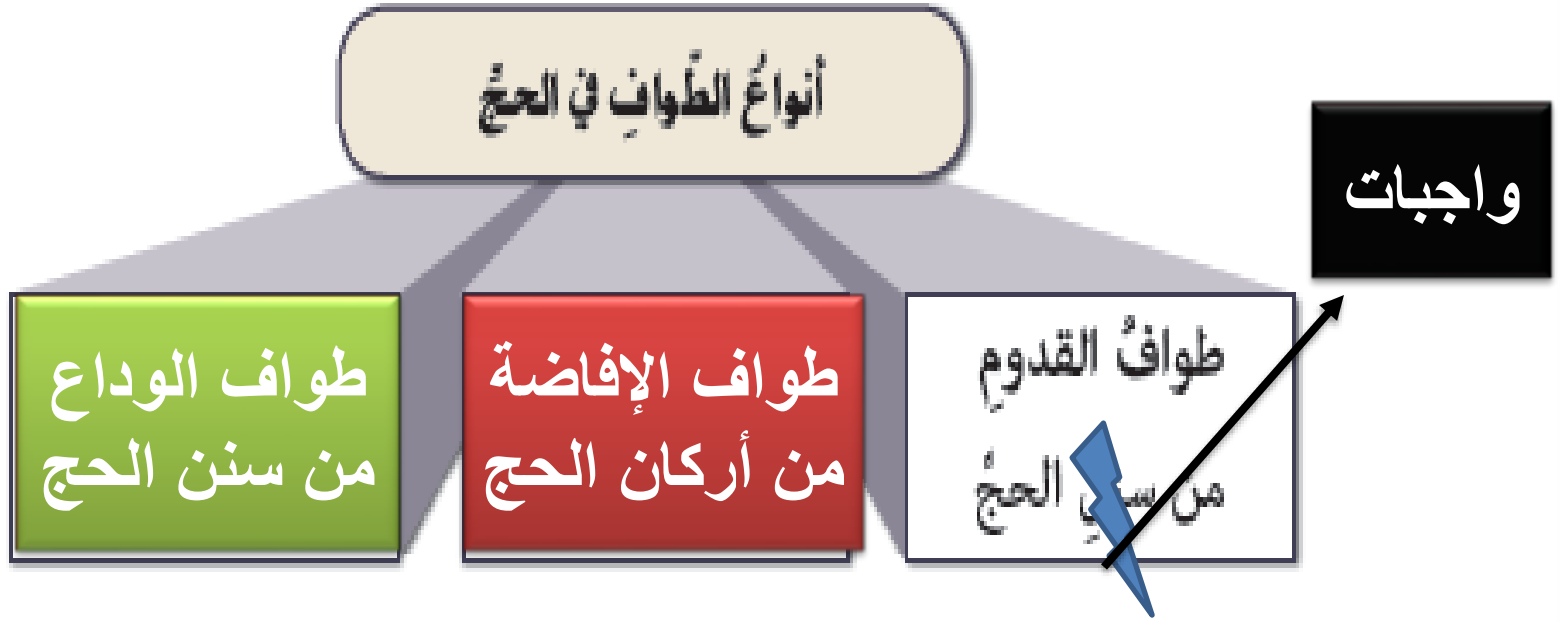 أنواعُ الطّوافِ في الحجِّ
واجبات
طوافُ القدومِ
من سننِ الحجِّ
طواف الإفاضة
من أركان الحج
طواف الوداع
من سنن الحج